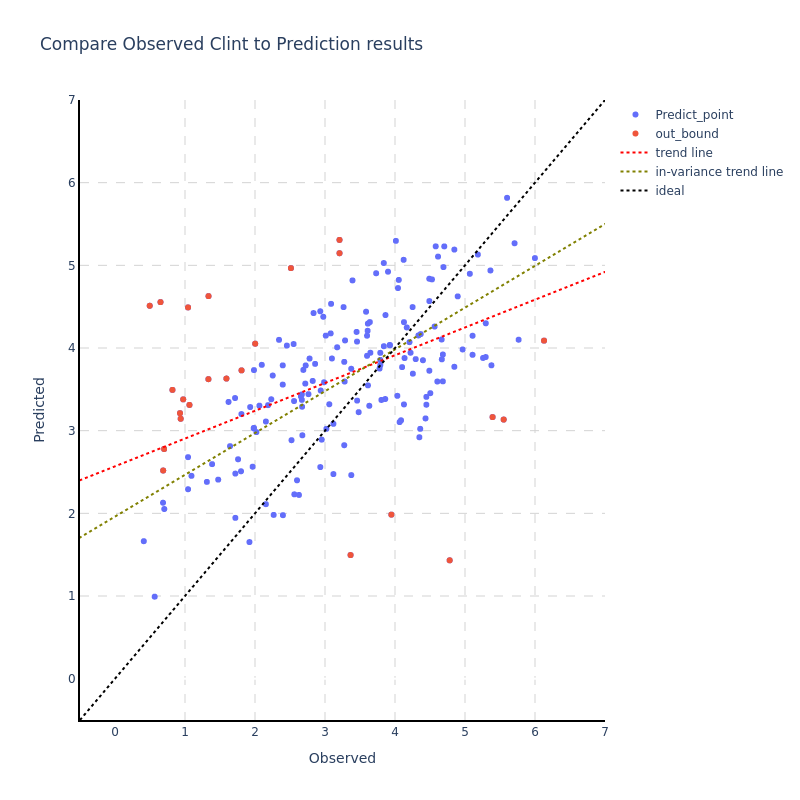 Compare Observed Clint to Prediction results
7
6
5
4
3
2
1
0
Predicted
0
1
2
3
4
5
6
7
Observed
Predict_point
out_bound
trend line
in-variance trend line
ideal